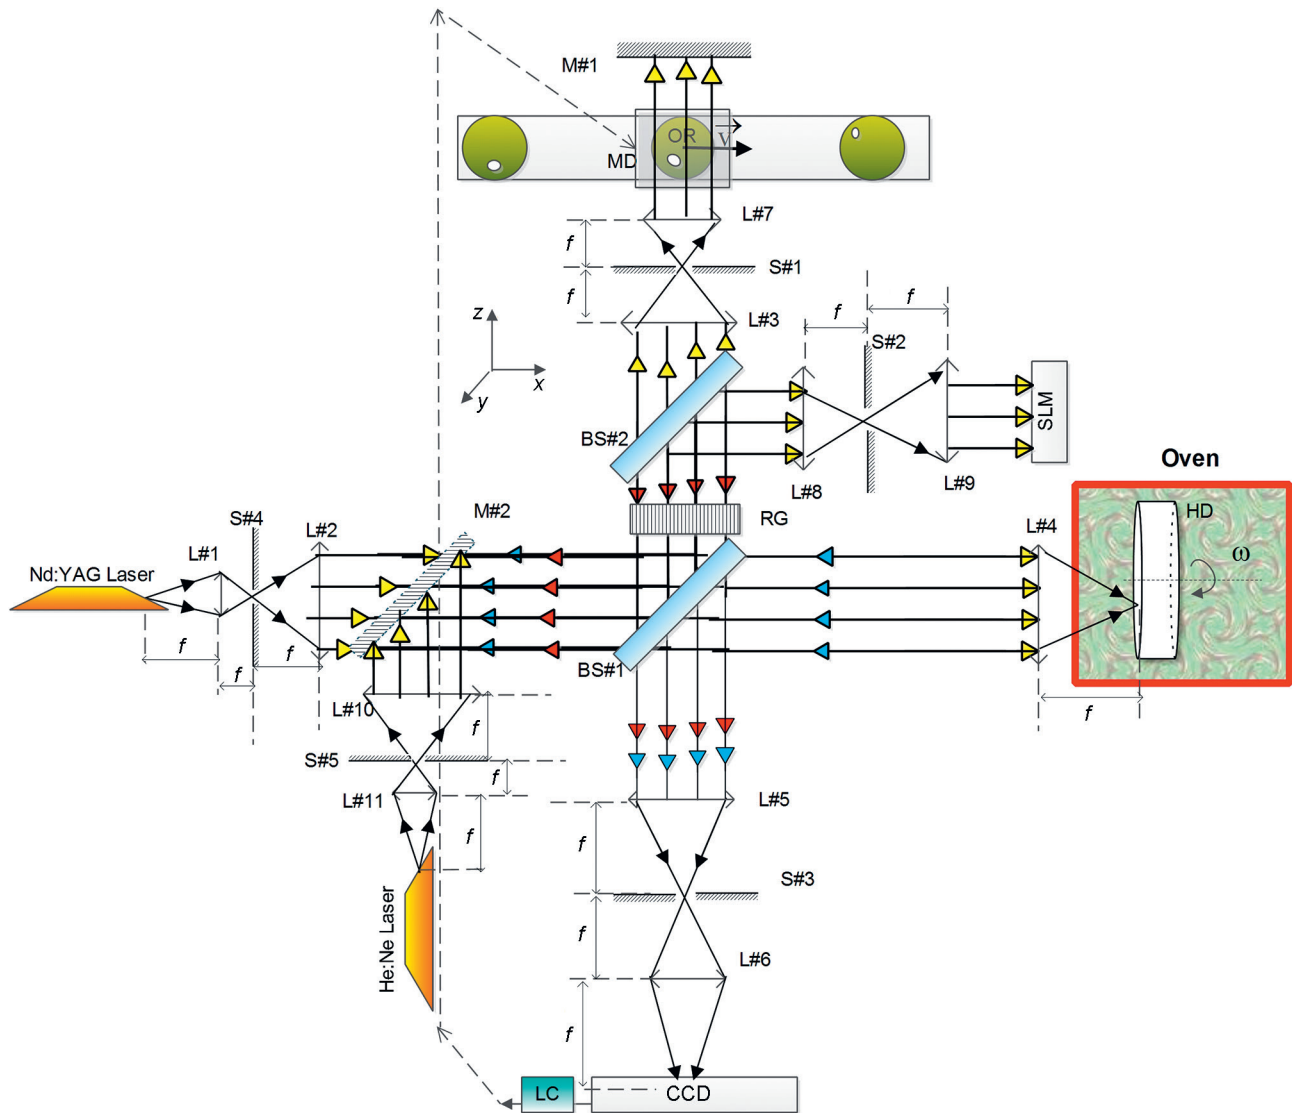 M#1
OR
V
MD
L#7
f
S#1
f
L#3
z
x
y
f
f
S#2
BS#2
SLM
L#8
L#9
Oven
RG
HD
L#4
ω
S#4
L#2
M#2
L#1
Nd:YAG Laser
f
f
f
BS#1
f
L#10
f
S#5
f
L#11
L#5
f
f
S#3
He:Ne Laser
f
L#6
f
LC
CCD